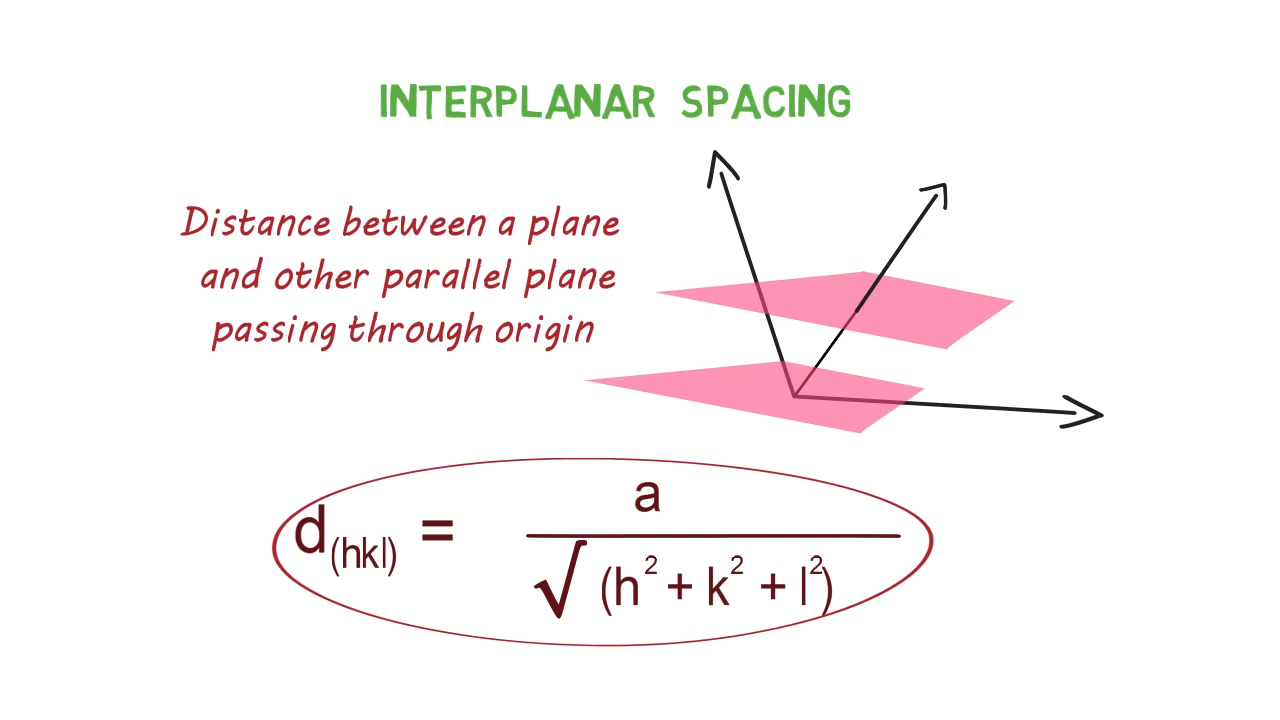 INTERPLANAR SPACING
Distance between a plane
and other parallel plane
passing through origin
d(hkl) = a
√ (h² + k² + l²)